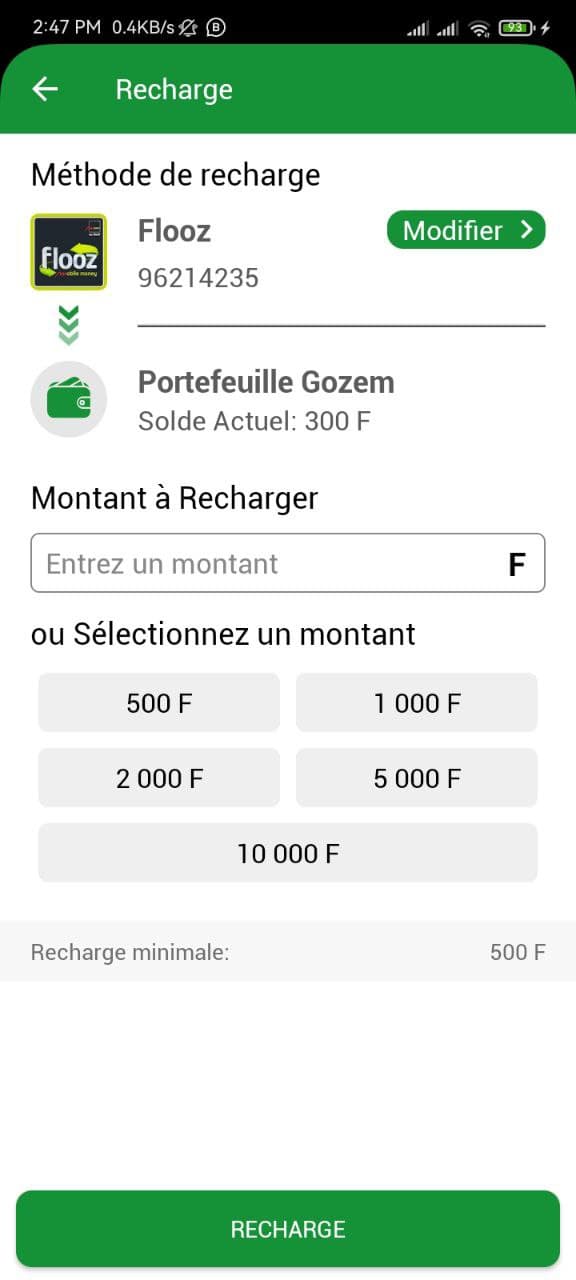 2:47 PM 0.4KB/s B 93
Recharge
Méthode de recharge
Flooz
Modifier
flooz
96214235
Portefeuille Gozem
Solde Actuel: 300 F
Montant à Recharger
Entrez un montant F
ou Sélectionnez un montant
500 F
1 000 F
2 000 F
5 000 F
10 000 F
Recharge minimale: 500 F
RECHARGE